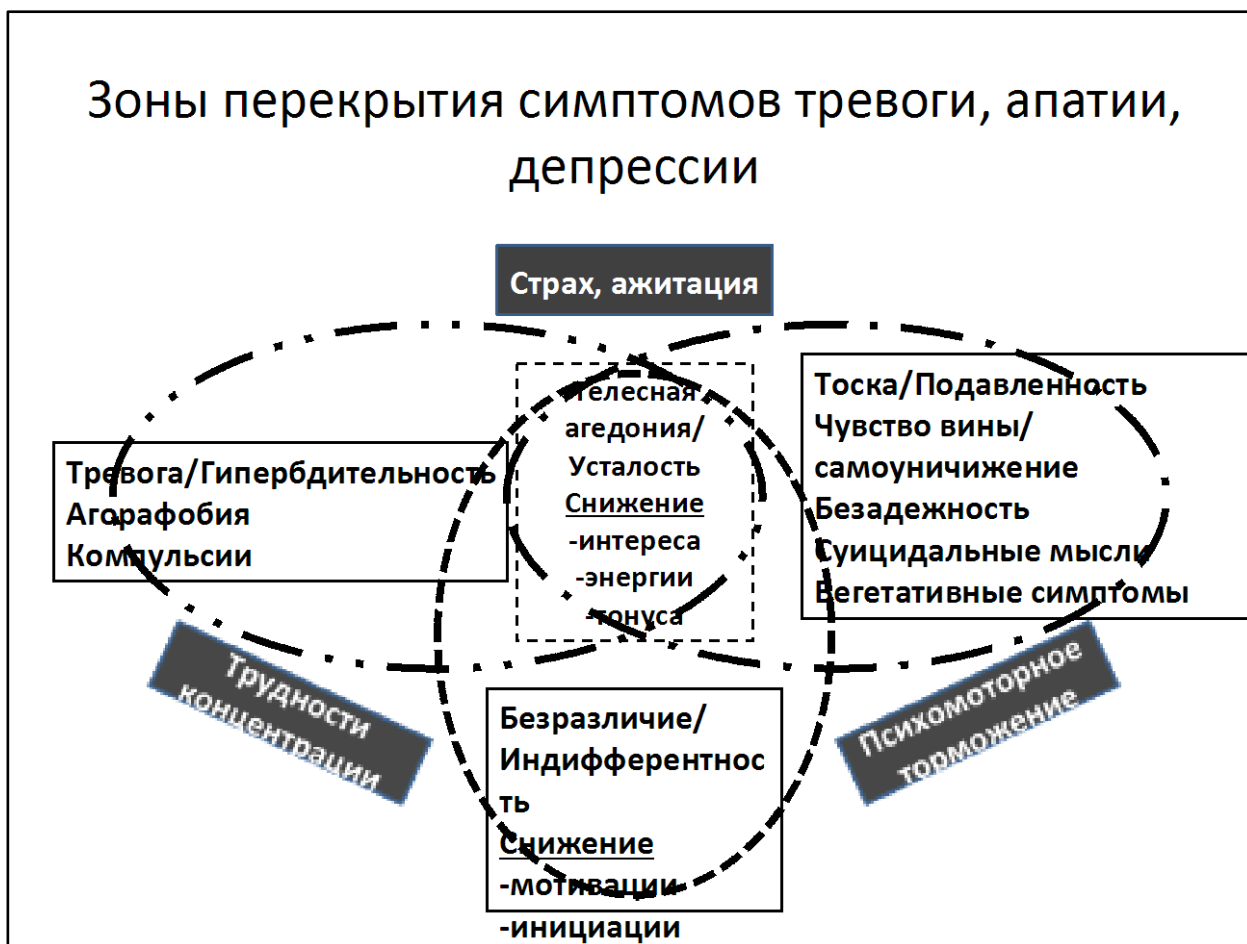 Зоны перекрытия симптомов тревоги, апатии,
депрессии
Страх, ажитация
Тревога/Гипербдительность
Агорафобия
Компульсии
Телесная
агедония/
Усталость
Снижение
-интереса
-энергии
-тонуса
Тоска/Подавленность
Чувство вины/
самоуничижение
Безадежность
Суицидальные мысли
Вегетативные симптомы
Трудности
концентрации
Психомоторное
торможение
Безразличие/
Индифферентнос
ть
Снижение
-мотивации
-инициации